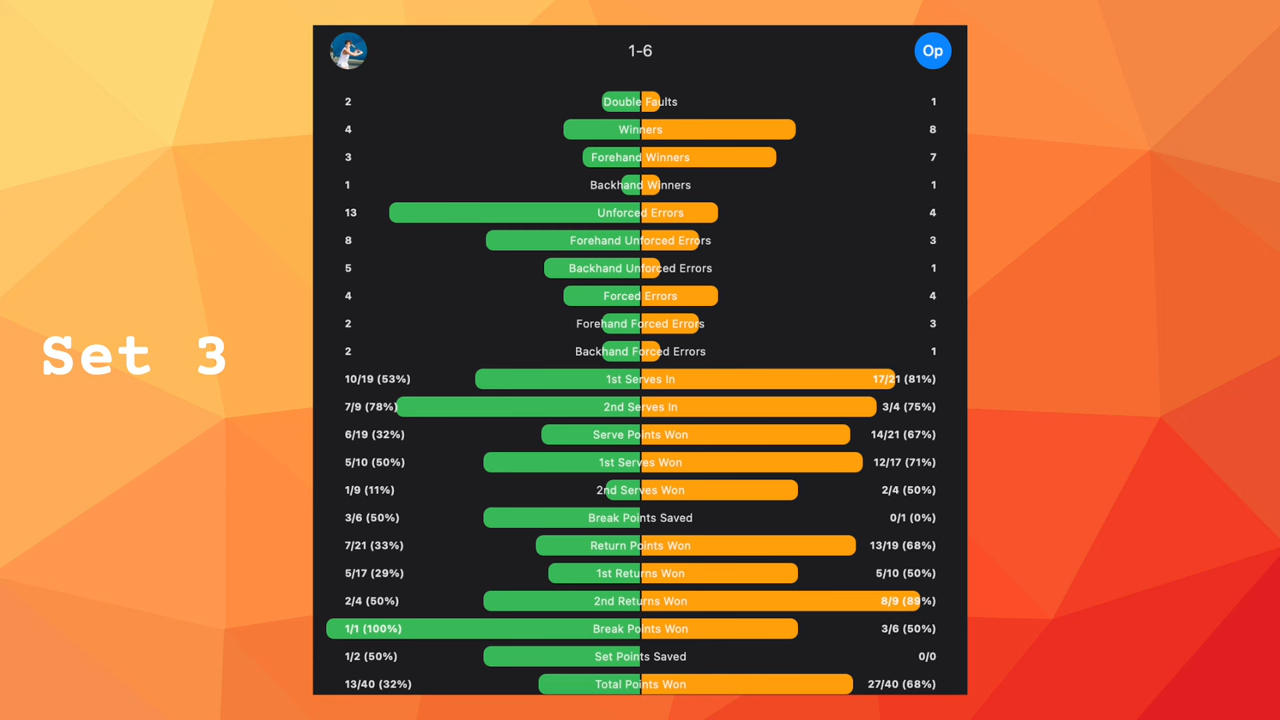 1-6
Op
2 Double Faults 1
4 Winners 8
3 Forehand Winners 7
1 Backhand Winners 1
13 Unforced Errors 4
8 Forehand Unforced Errors 3
5 Backhand Unforced Errors 1
4 Forced Errors 4
2 Forehand Forced Errors 3
2 Backhand Forced Errors 1
Set 3
10/19 (53%) 1st Serves In 17/21 (81%)
7/9 (78%) 2nd Serves In 3/4 (75%)
6/19 (32%) Serve Points Won 14/21 (67%)
5/10 (50%) 1st Serves Won 12/17 (71%)
1/9 (11%) 2nd Serves Won 2/4 (50%)
3/6 (50%) Break Points Saved 0/1 (0%)
7/21 (33%) Return Points Won 13/19 (68%)
5/17 (29%) 1st Returns Won 5/10 (50%)
2/4 (50%) 2nd Returns Won 8/9 (89%)
1/1 (100%) Break Points Won 3/6 (50%)
1/2 (50%) Set Points Saved 0/0
13/40 (32%) Total Points Won 27/40 (68%)